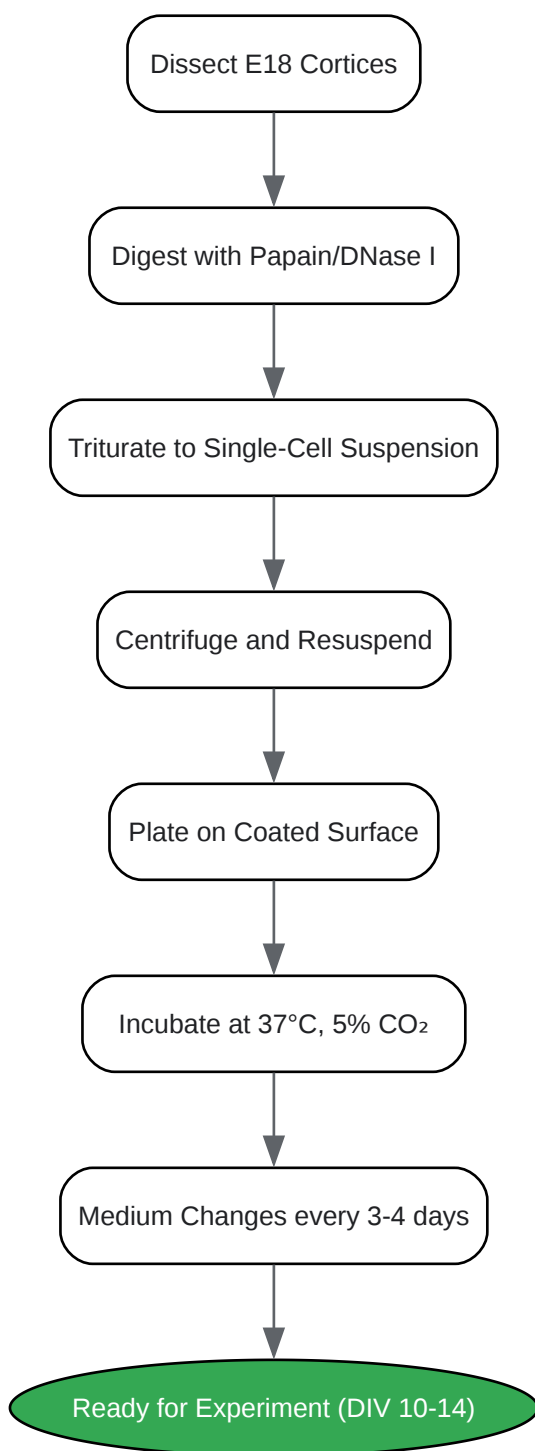 Dissect E18 Cortices
Digest with Papain/DNase I
Triturate to Single-Cell Suspension
Centrifuge and Resuspend
Plate on Coated Surface
Incubate at 37°C, 5% CO₂
Medium Changes every 3-4 days
Ready for Experiment (DIV 10-14)